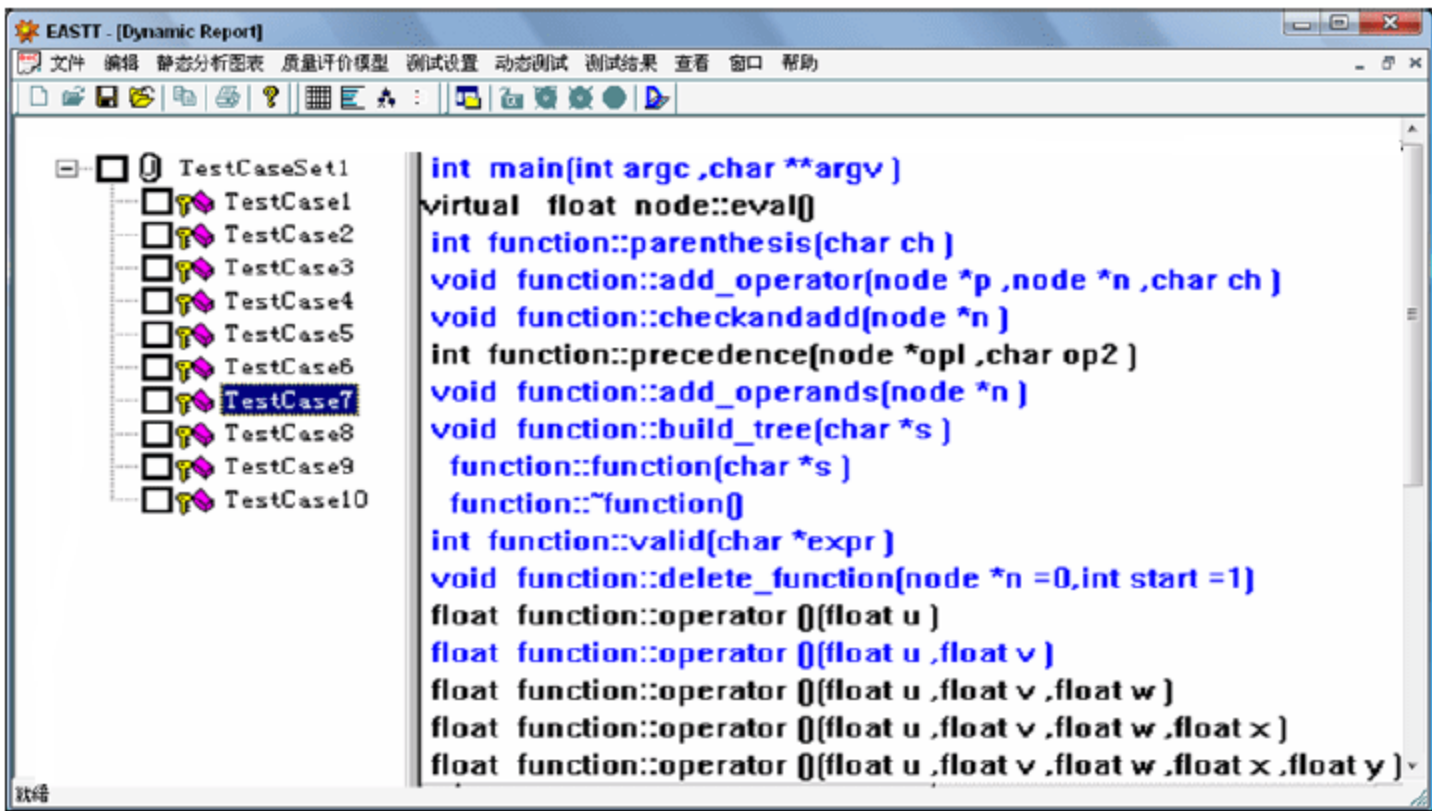 EASTT - [Dynamic Report]
文件 编辑 静态分析图表 质量评价模型 测试设置 动态测试 测试结果 查看 窗口 帮助
TestCaseSet1
TestCase1
TestCase2
TestCase3
TestCase4
TestCase5
TestCase6
TestCase7
TestCase8
TestCase9
TestCase10
int main(int argc ,char **argv )
virtual float node::eval()
int function::parenthesis(char ch )
void function::add_operator(node *p ,node *n ,char ch )
void function::checkandadd(node *n )
int function::precedence(node *opl ,char op2 )
void function::add_operands(node *n )
void function::build_tree(char *s )
function::function(char *s )
function::~function()
int function::valid(char *expr )
void function::delete_function(node *n =0,int start =1)
float function::operator ()(float u )
float function::operator ()(float u ,float v )
float function::operator ()(float u ,float v ,float w )
float function::operator ()(float u ,float v ,float w ,float x )
float function::operator ()(float u ,float v ,float w ,float x ,float y )
就绪